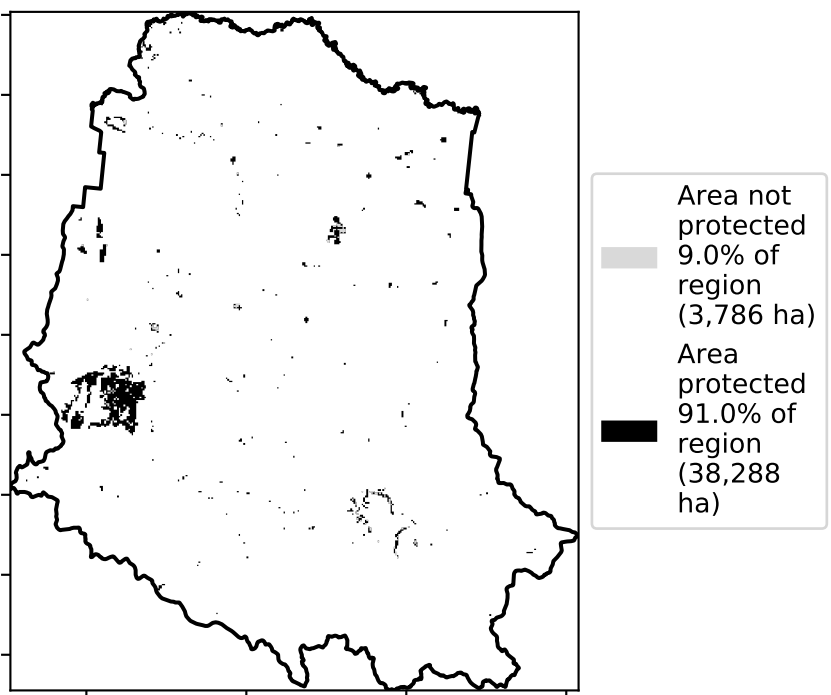 Area not
protected
9.0% of
region
(3,786 ha)
Area
protected
91.0% of
region
(38,288
ha)